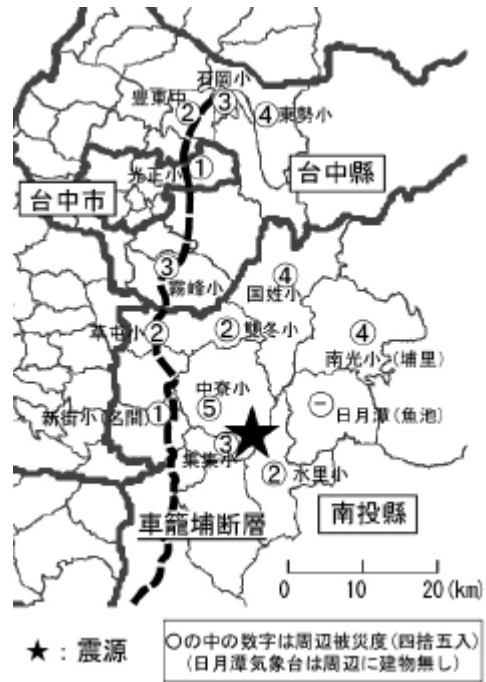 石岡小
豊東中
②
③
④
東勢小
光正小
①
台中縣
台中市
③
霧峰小
④
国姓小
草屯小
②
②
雙冬小
④
南光小(埔里)
中寮小
⑤
新街小(名間)
①
㊀
日月潭(魚池)
③
集集小
②
水里小
南投縣
車籠埔断層
0 10 20(km)
★:震源
○の中の数字は周辺被災度(四捨五入)
(日月潭気象台は周辺に建物無し)